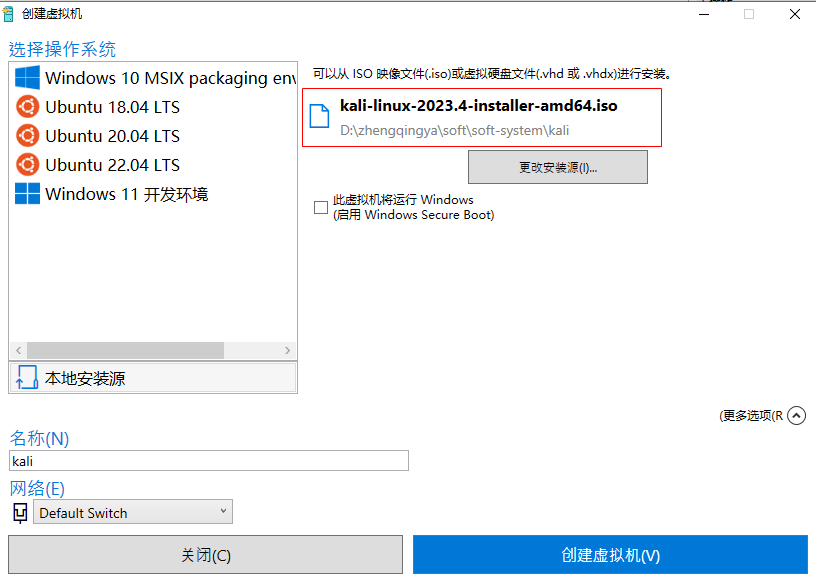 创建虚拟机
选择操作系统
Windows 10 MSIX packaging env
Ubuntu 18.04 LTS
Ubuntu 20.04 LTS
Ubuntu 22.04 LTS
Windows 11 开发环境
本地安装源
可以从 ISO 映像文件(.iso)或虚拟硬盘文件(.vhd 或 .vhdx)进行安装。
kali-linux-2023.4-installer-amd64.iso
D:\zhengqingya\soft\soft-system\kali
更改安装源(I)...
此虚拟机将运行 Windows
(启用 Windows Secure Boot)
(更多选项(R
名称(N)
kali
网络(E)
Default Switch
关闭(C)
创建虚拟机(V)